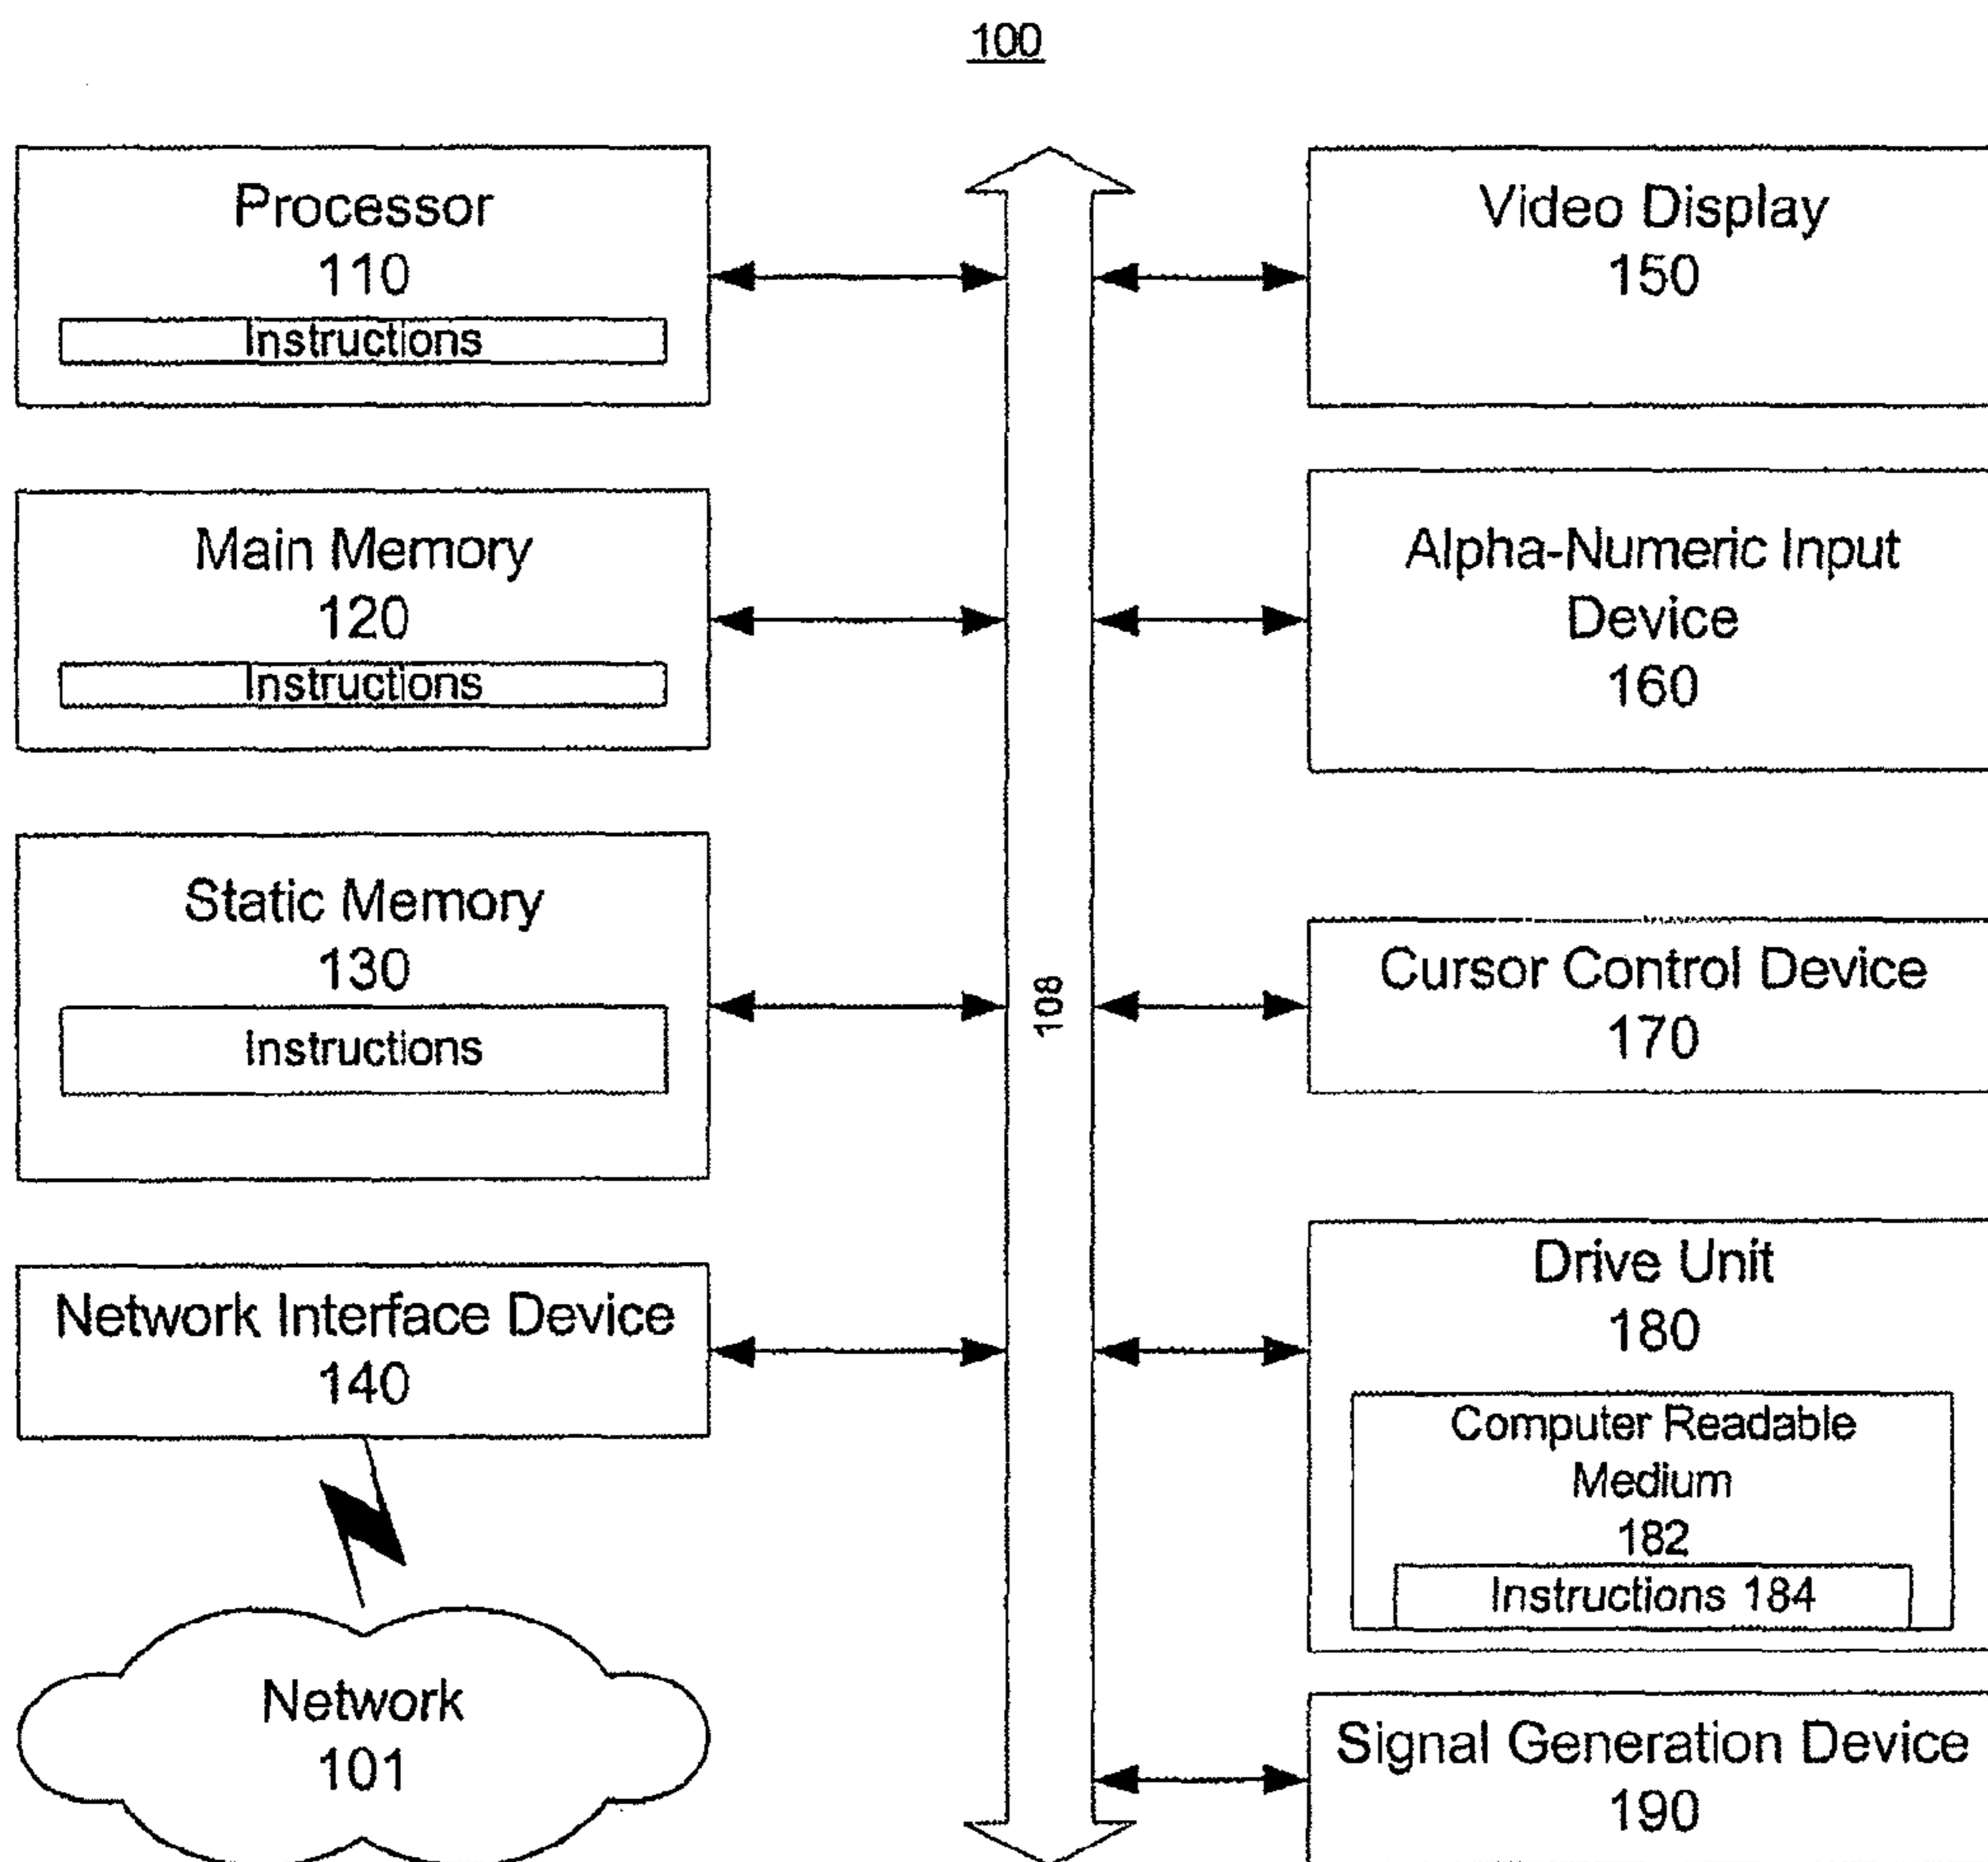 100
Processor
110
Instructions
Main Memory
120
Instructions
Static Memory
130
Instructions
Network Interface Device
140
Network
101
108
Video Display
150
Alpha-Numeric Input
Device
160
Cursor Control Device
170
Drive Unit
180
Computer Readable
Medium
182
Instructions 184
Signal Generation Device
190